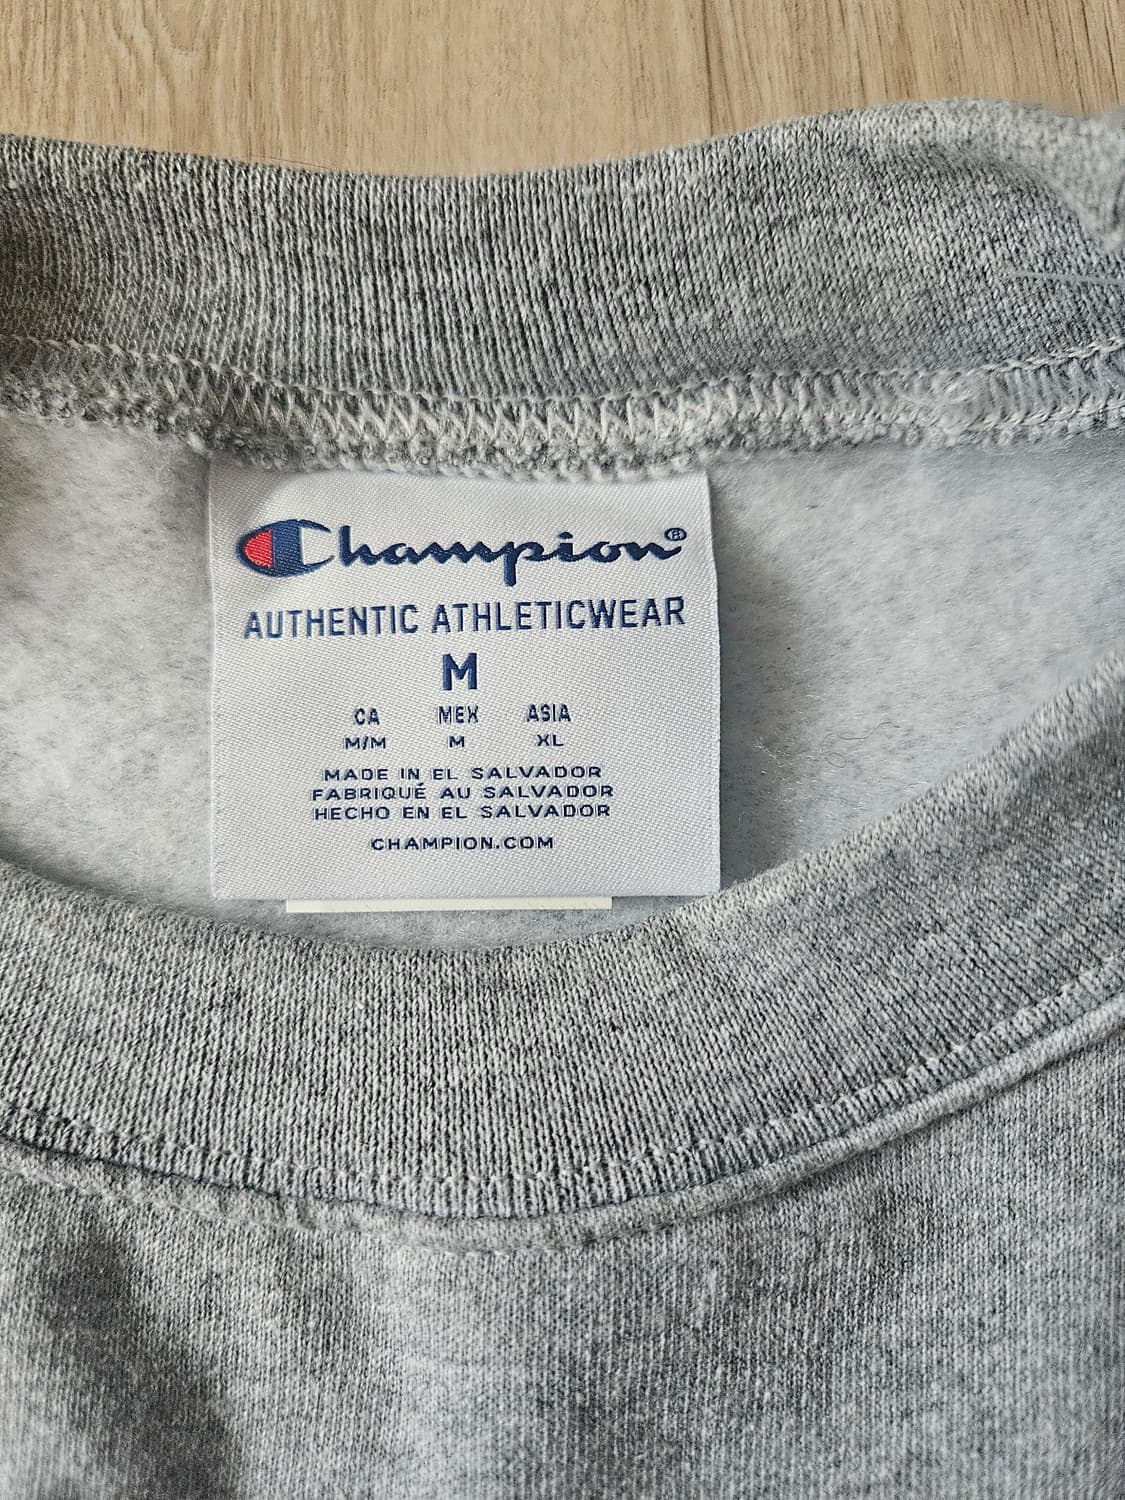 Champion®
AUTHENTIC ATHLETICWEAR
M
CA MEX ASIA
M/M M XL
MADE IN EL SALVADOR
FABRIQUÉ AU SALVADOR
HECHO EN EL SALVADOR
CHAMPION.COM